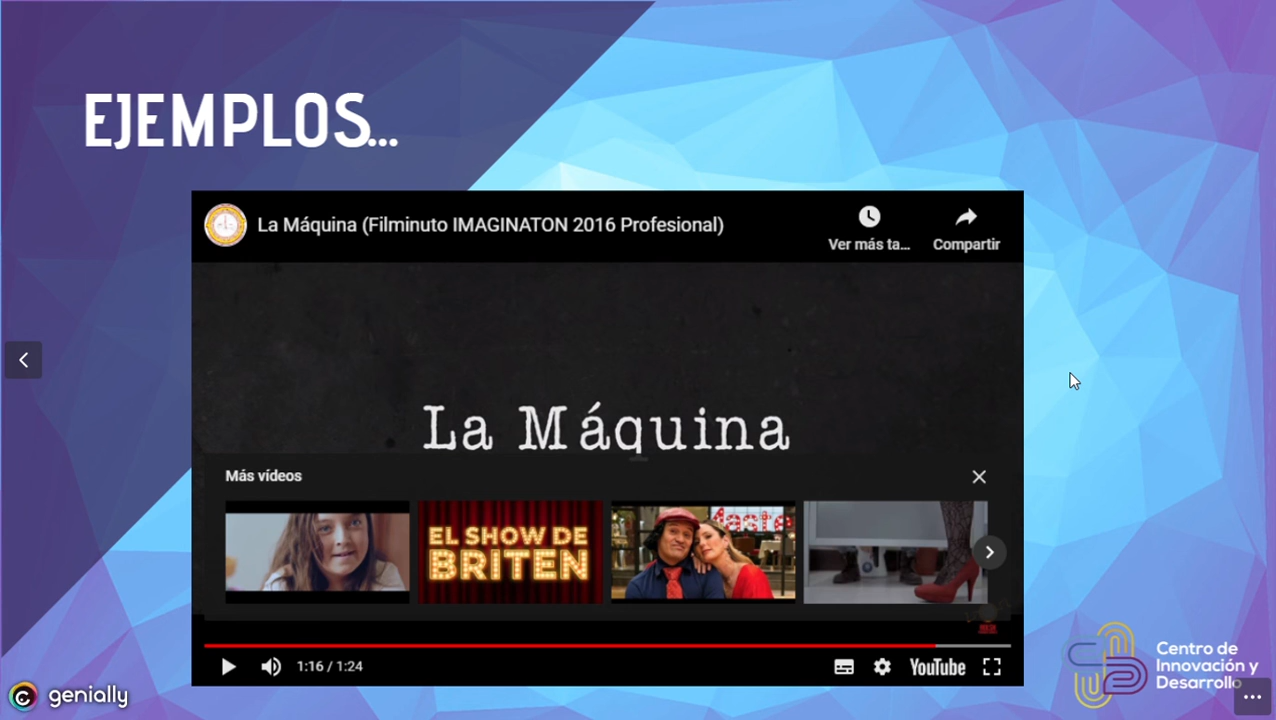 EJEMPLOS...
La Máquina (Filminuto IMAGINATON 2016 Profesional)
Ver más ta...
Compartir
La Máquina
Más vídeos
EL SHOW DE
BRITEN
1:16 / 1:24
YouTube
genially
Centro de
Innovación y
Desarrollo